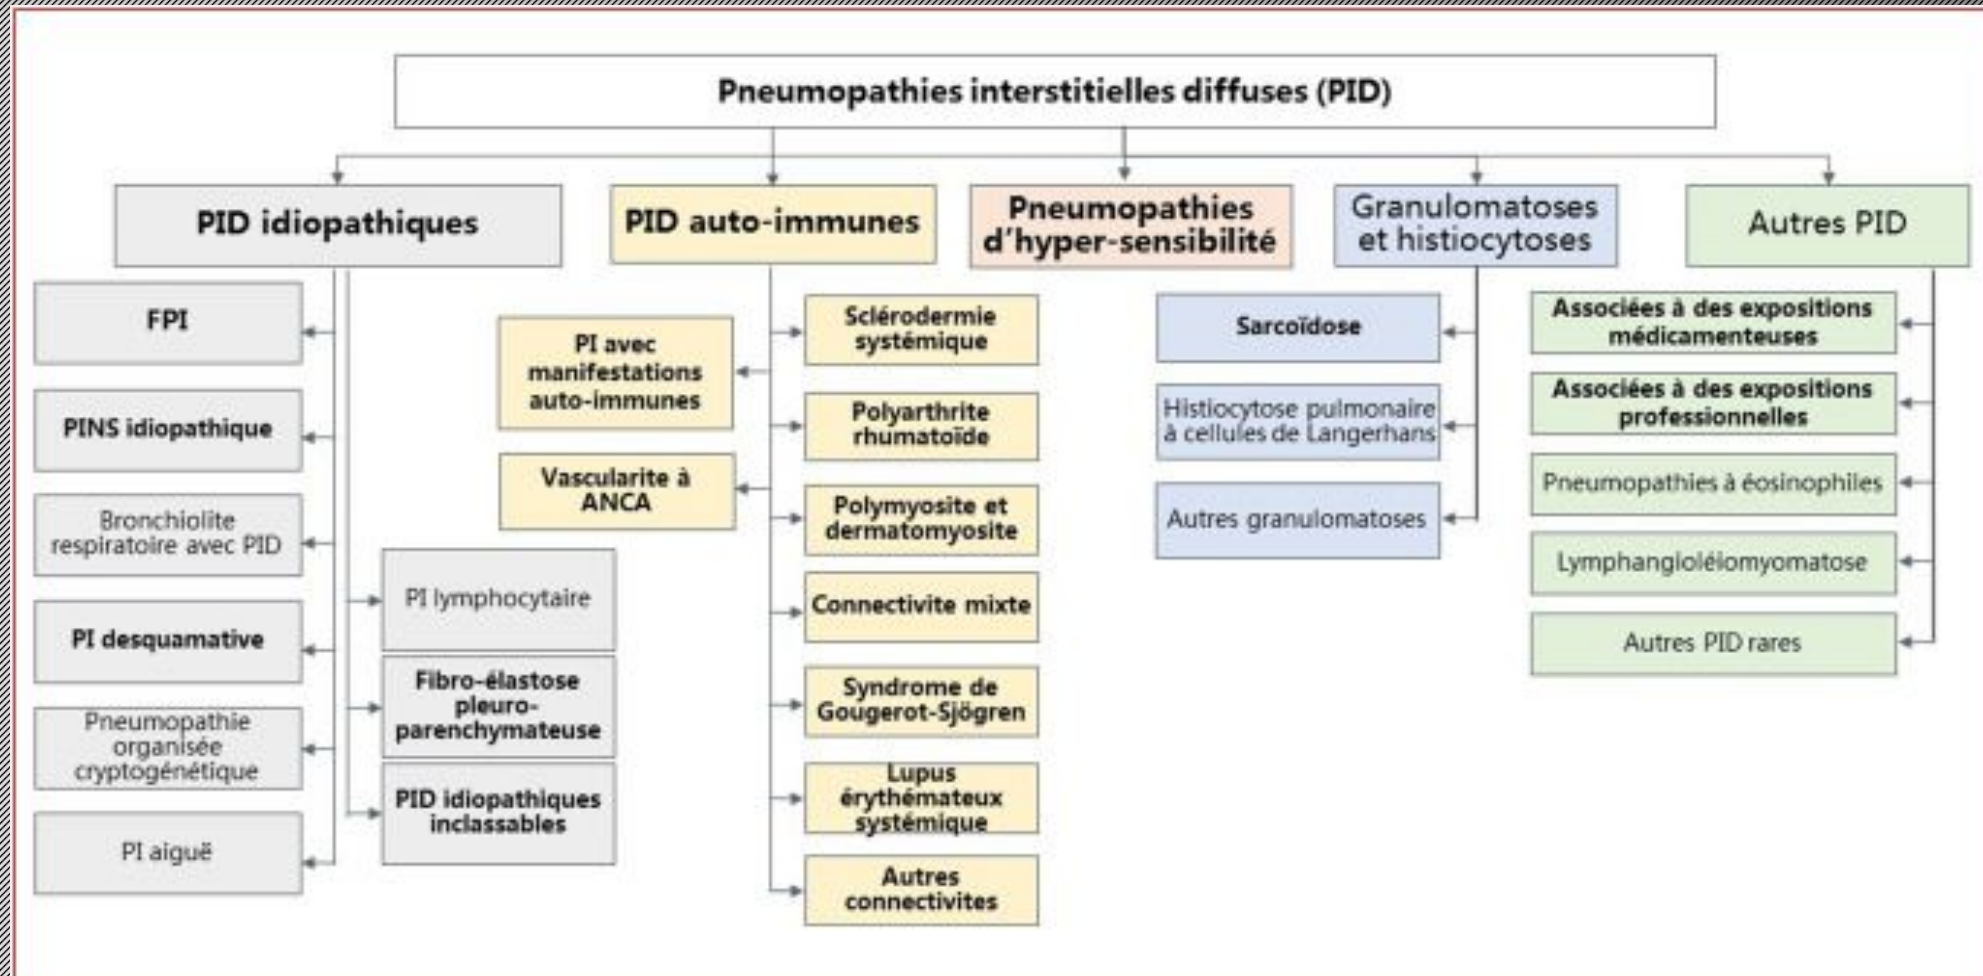 Pneumopathies interstitielles diffuses (PID)
PID idiopathiques
FPI
PINS idiopathique
Bronchiolite
respiratoire avec PID
PI desquamative
Pneumopathie
organisée
cryptogénétique
PI aiguë
PI lymphocytaire
Fibro-élastose
pleuro-
parenchymateuse
PID idiopathiques
inclassables
PID auto-immunes
PI avec
manifestations
auto-immunes
Vascularite à
ANCA
Sclérodermie
systémique
Polyarthrite
rhumatoïde
Polymyosite et
dermatomyosite
Connectivite mixte
Syndrome de
Gougerot-Sjögren
Lupus
érythémateux
systémique
Autres
connectivites
Pneumopathies
d'hyper-sensibilité
Granulomatoses
et histiocytoses
Sarcoïdose
Histiocytose pulmonaire
à cellules de Langerhans
Autres granulomatoses
Autres PID
Associées à des expositions
médicamenteuses
Associées à des expositions
professionnelles
Pneumopathies à éosinophiles
Lymphangioléiomyomatose
Autres PID rares